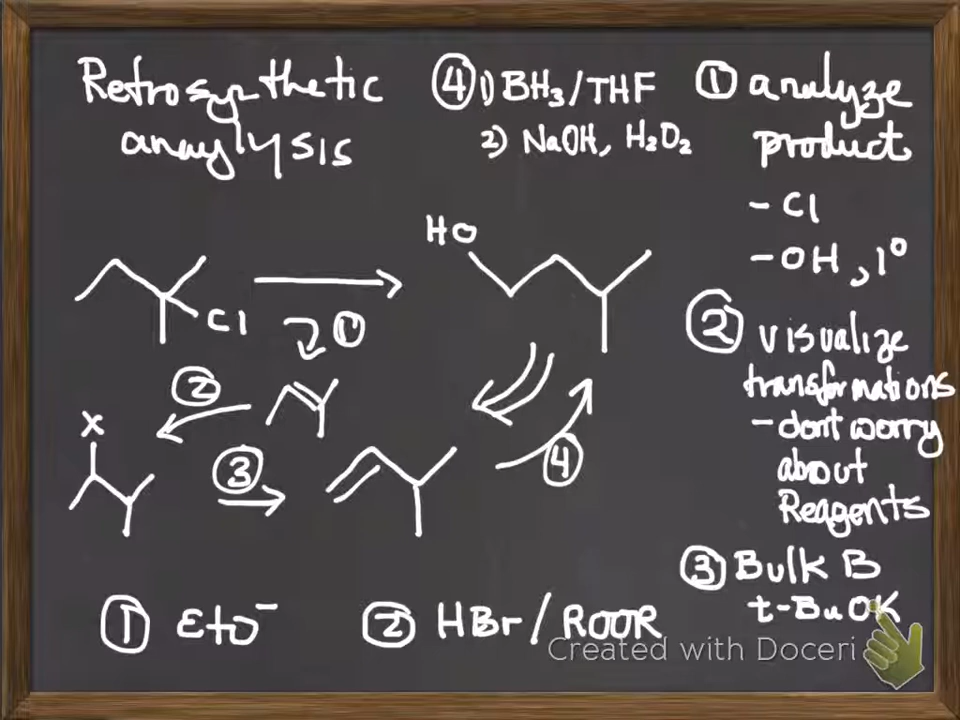 Retrosynthetic
anaylysis
④ 1) BH₃/THF
2) NaOH, H₂O₂
① analyze
product
- Cl
- OH, 1°
② visualize
transformations
- dont worry
about
Reagents
③ Bulk B
t-BuOK
HO
Cl
①
②
X
③
④
① EtO⁻
② HBr/ROOR
Created with Doceri